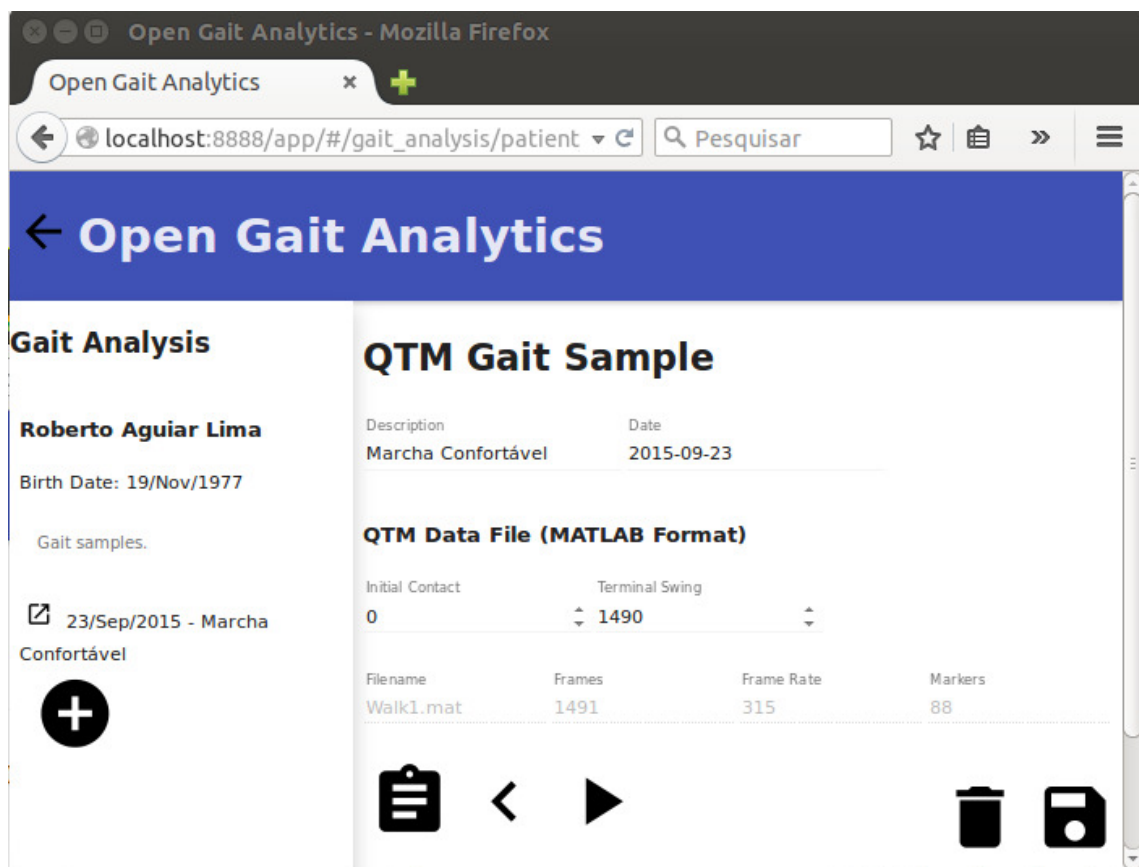 Open Gait Analytics - Mozilla Firefox
Open Gait Analytics
localhost:8888/app/#/gait_analysis/patient
Pesquisar
Open Gait Analytics
Gait Analysis
Roberto Aguiar Lima
Birth Date: 19/Nov/1977
Gait samples.
23/Sep/2015 - Marcha
Confortável
QTM Gait Sample
Description Date
Marcha Confortável 2015-09-23
QTM Data File (MATLAB Format)
Initial Contact Terminal Swing
0 1490
Filename Frames Frame Rate Markers
Walk1.mat 1491 315 88